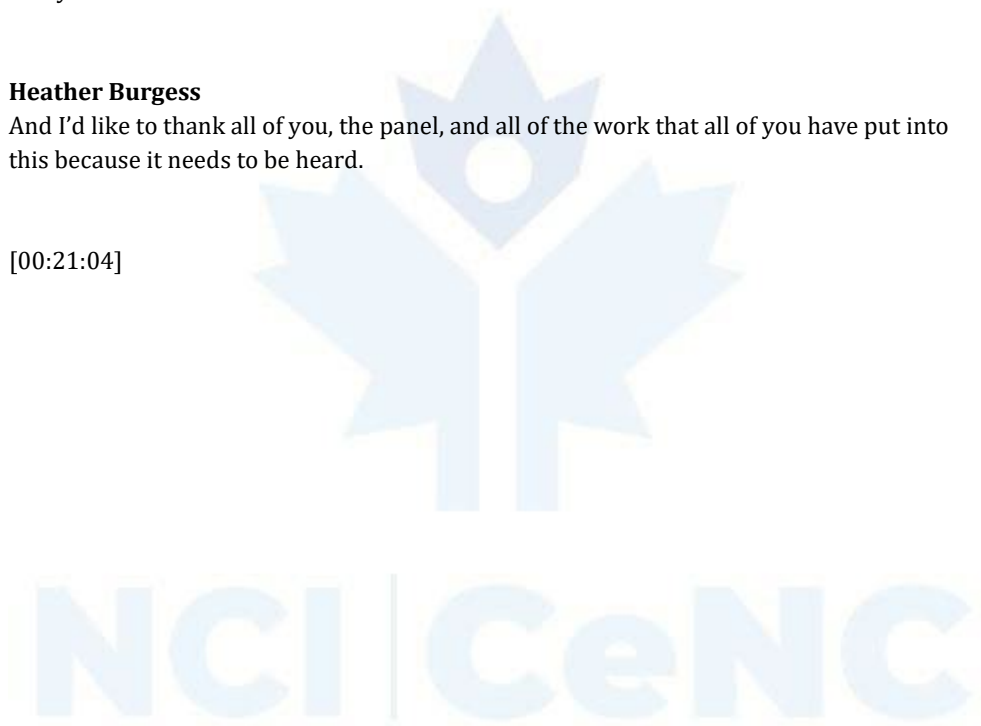 Heather Burgess
And I’d like to thank all of you, the panel, and all of the work that all of you have put into
this because it needs to be heard.
[00:21:04]
NCI | CeNC